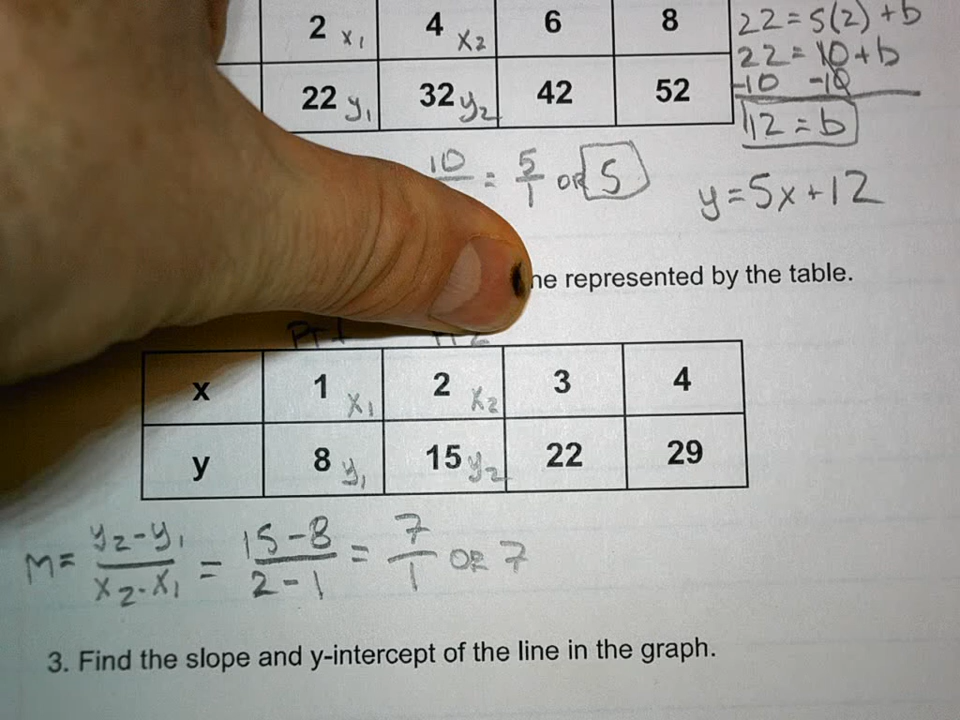 2 x₁ 4 x₂ 6 8
22 y₁ 32 y₂ 42 52
22 = 5(2) + b
22 = 10 + b
-10 -10
12 = b
10 = 5/1 OR 5
y = 5x + 12
represented by the table.
x 1 x₁ 2 x₂ 3 4
y 8 y₁ 15 y₂ 22 29
M = y₂-y₁/x₂-x₁ = 15-8/2-1 = 7/1 OR 7
3. Find the slope and y-intercept of the line in the graph.